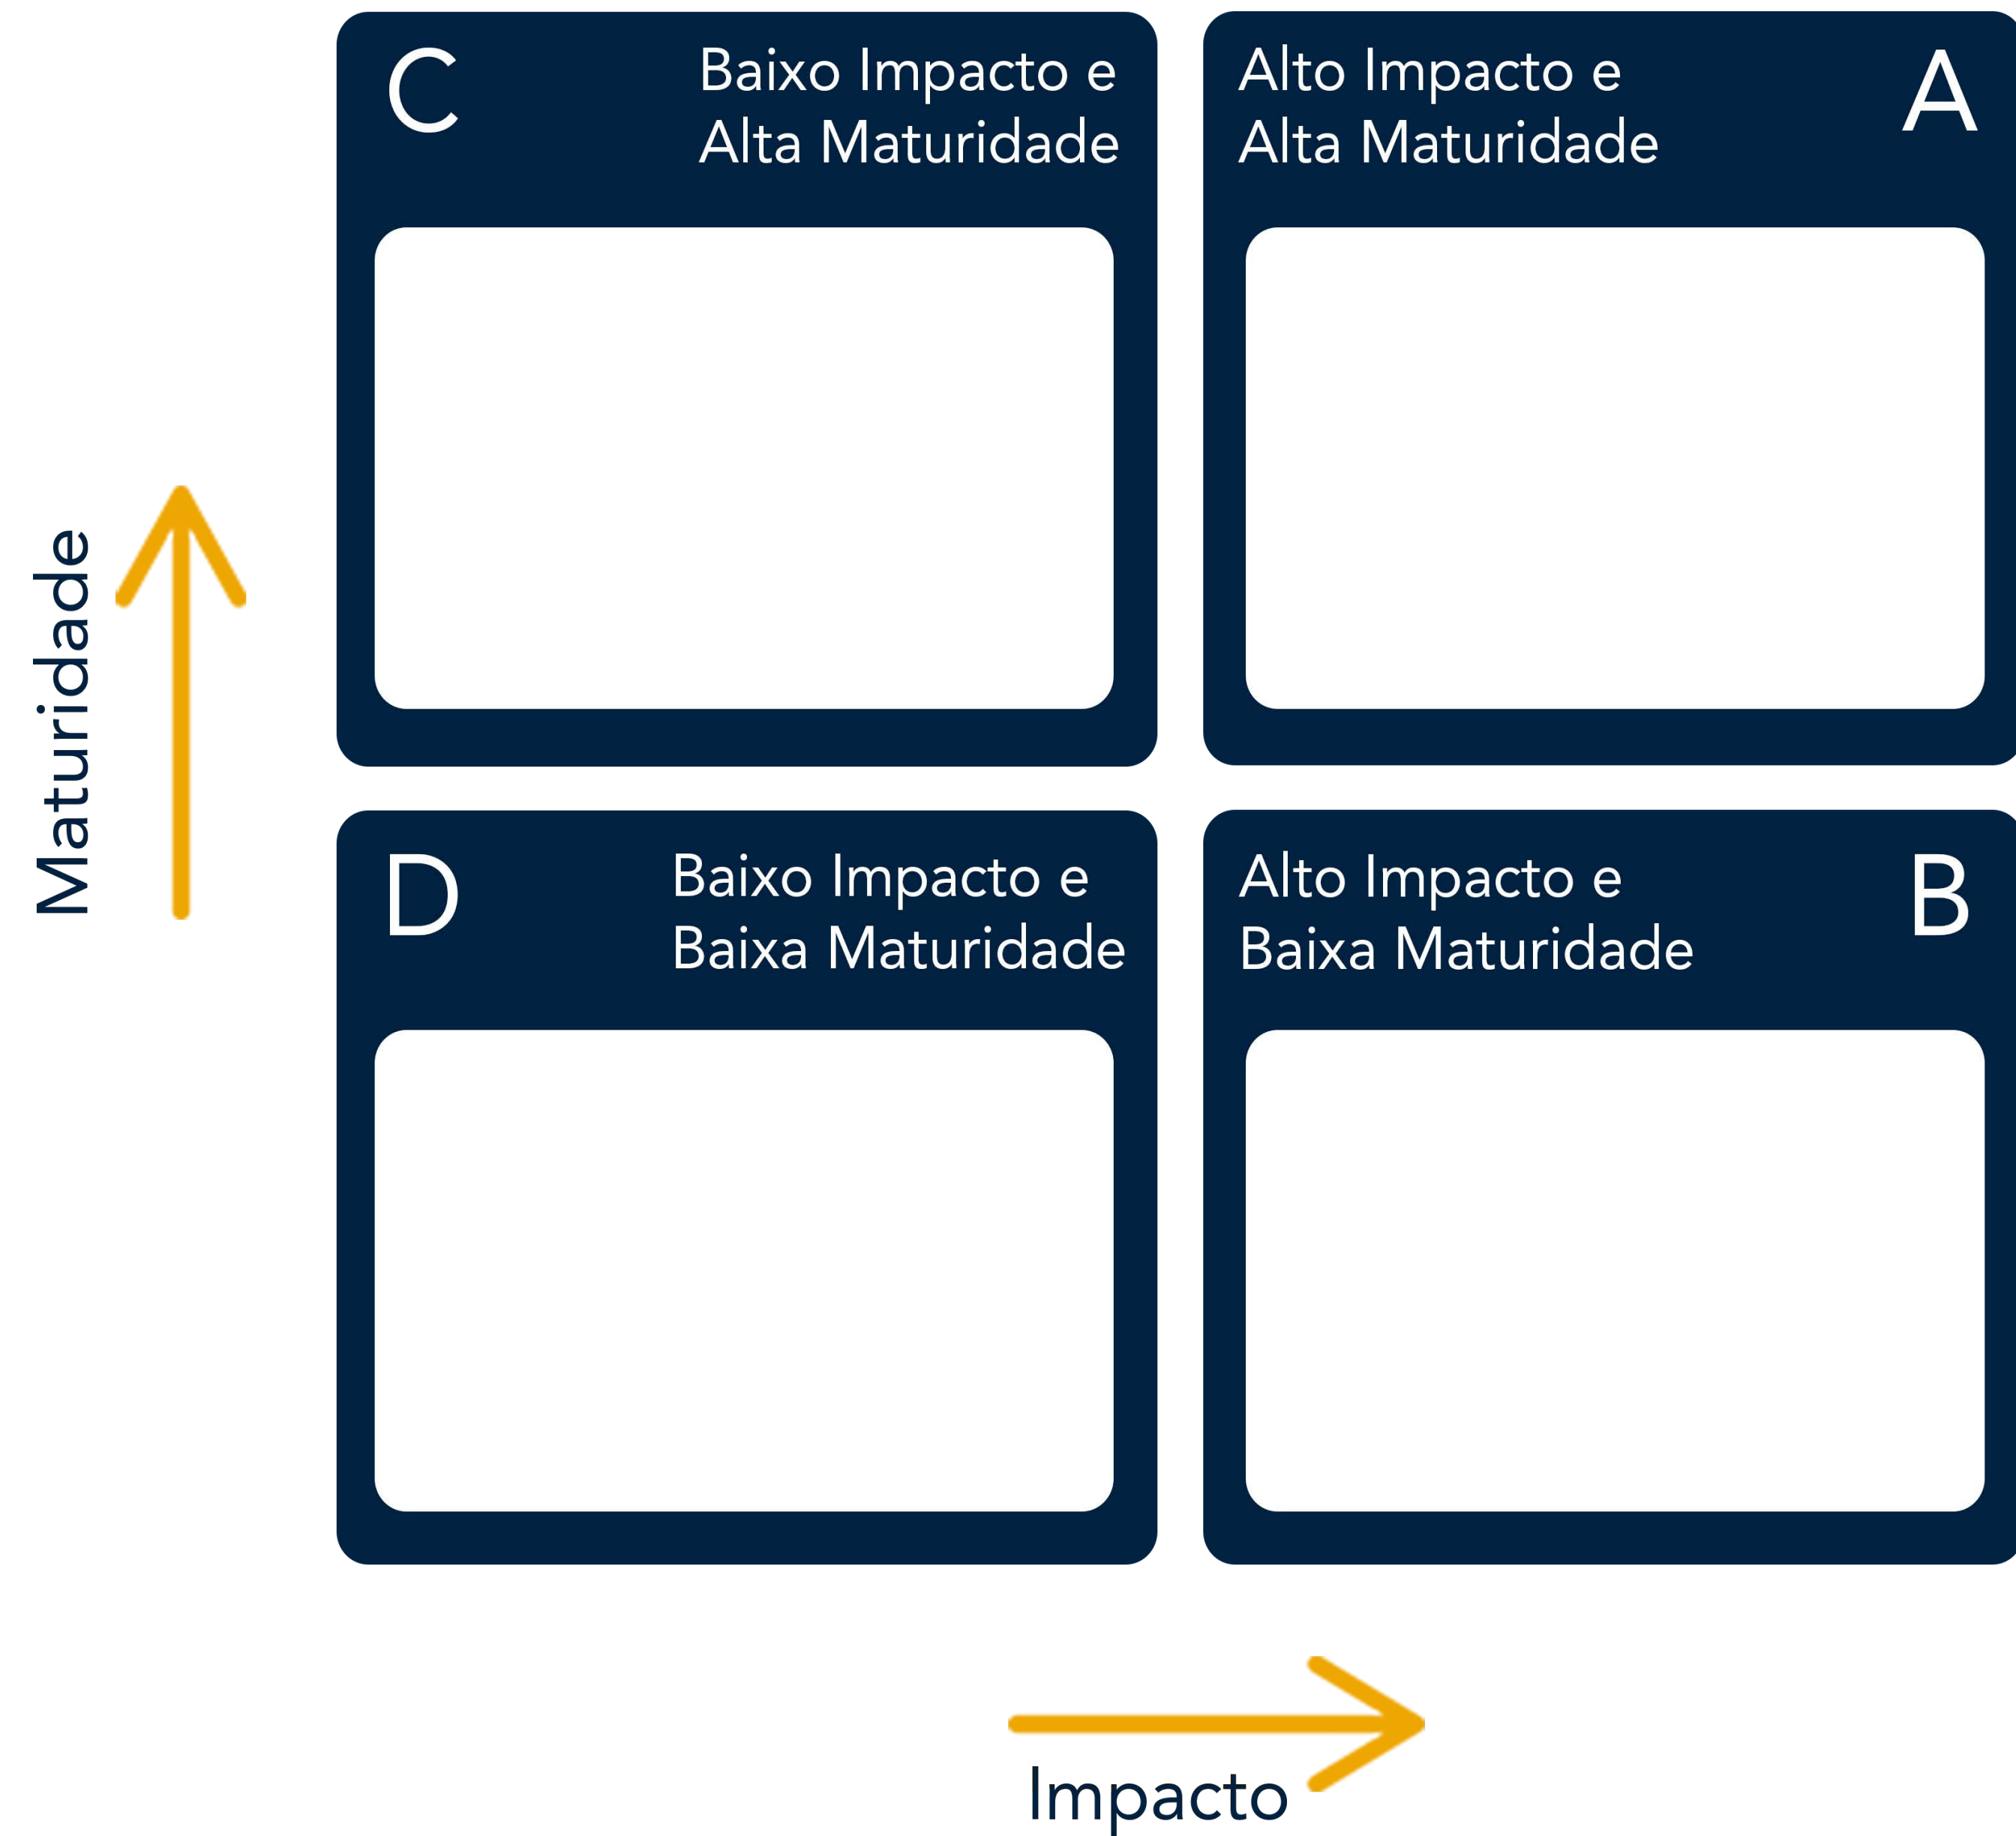 C
Baixo Impacto e
Alta Maturidade
Alto Impacto e
Alta Maturidade
A
Maturidade
D
Baixo Impacto e
Baixa Maturidade
Alto Impacto e
Baixa Maturidade
B
Impacto